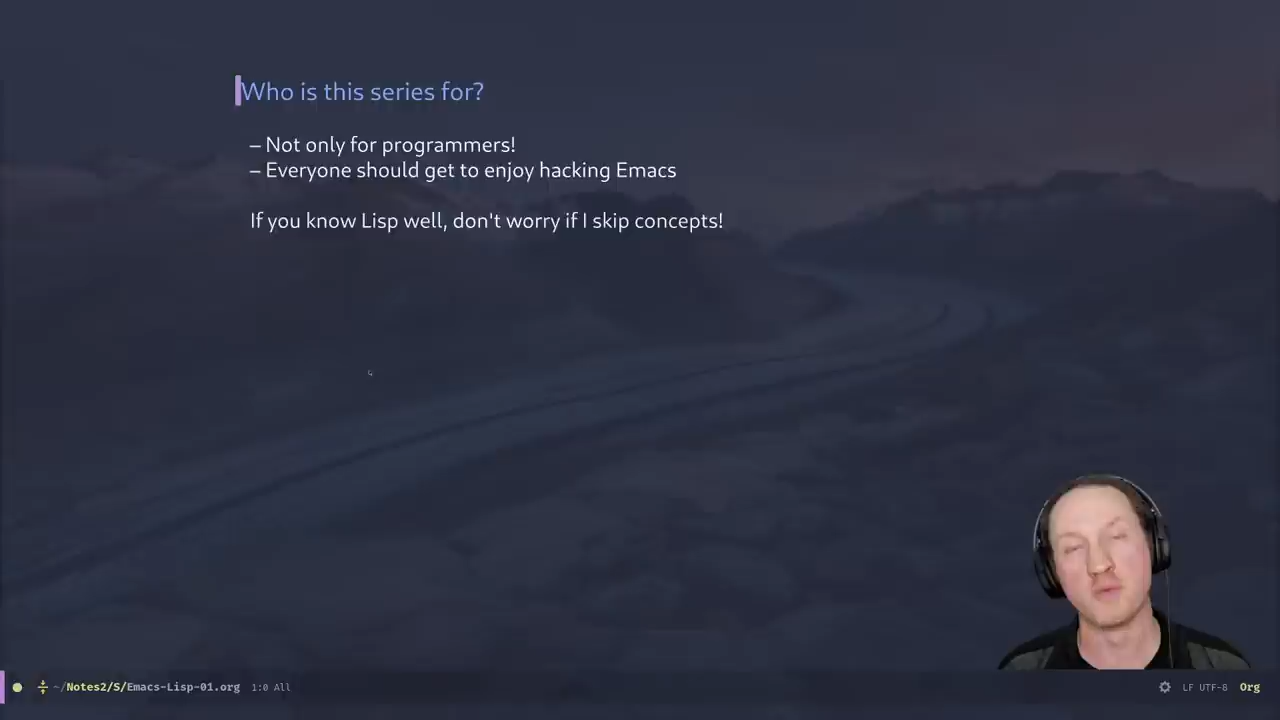 Who is this series for?
– Not only for programmers!
– Everyone should get to enjoy hacking Emacs
If you know Lisp well, don't worry if I skip concepts!
~/Notes2/S/Emacs-Lisp-01.org 1:0 All LF UTF-8 Org